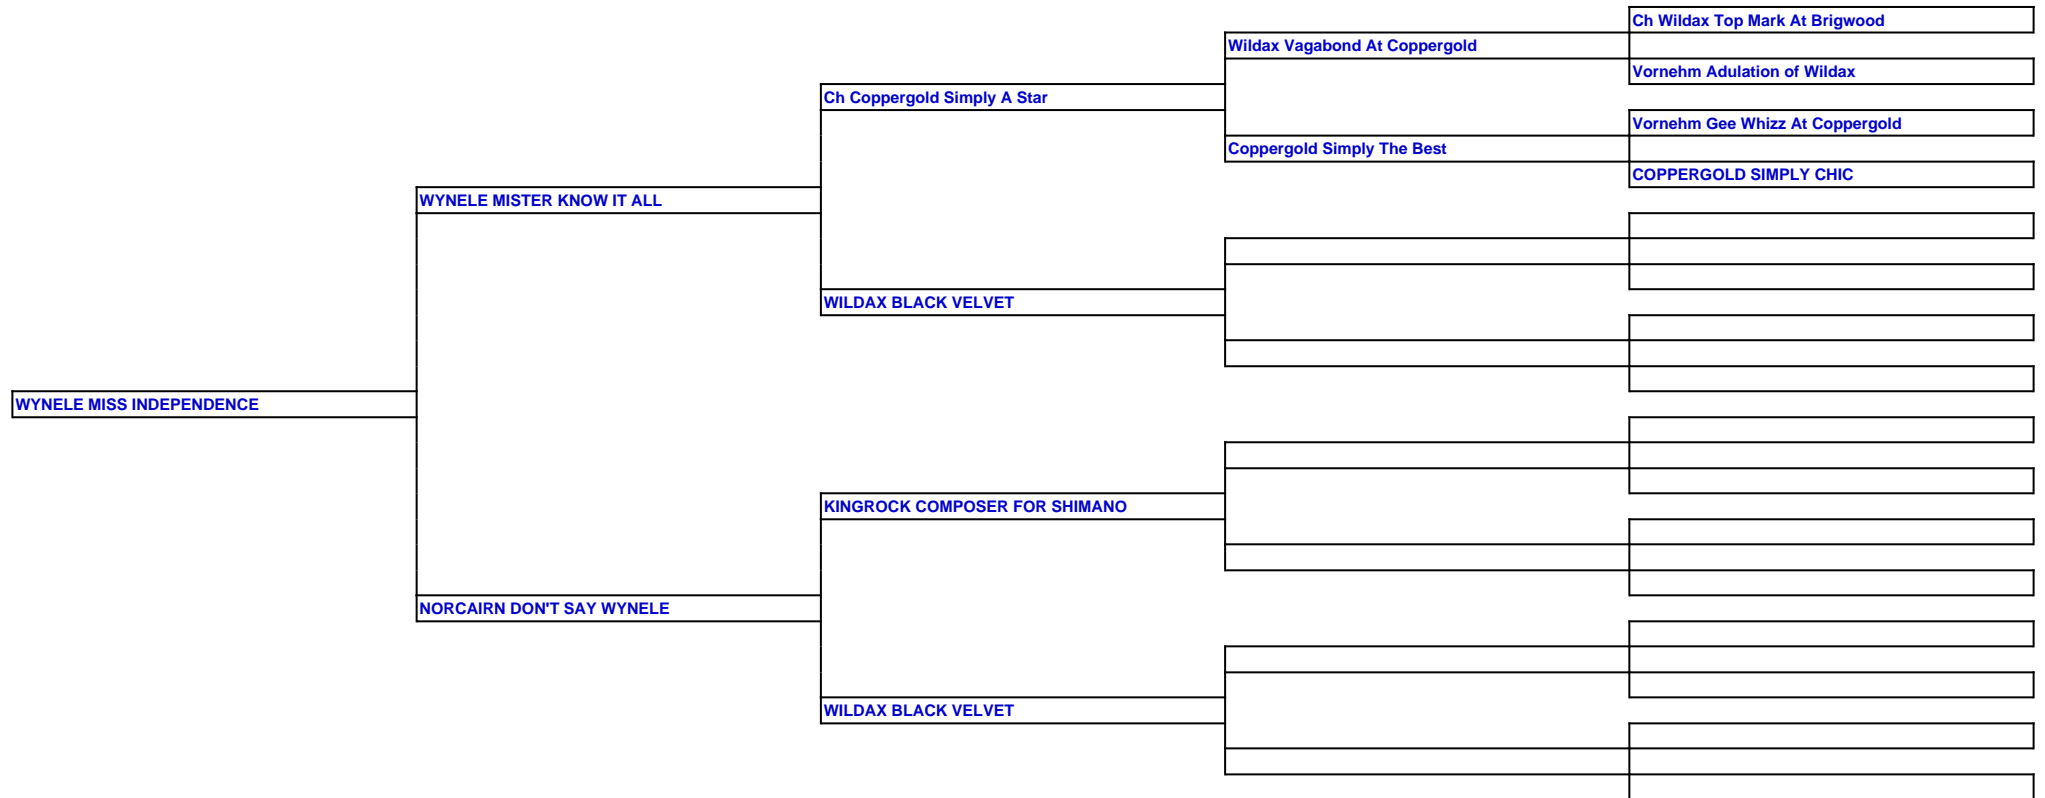 Ch Wildax Top Mark At Brigwood
Wildax Vagabond At Coppergold
Vornehm Adulation of Wildax
Ch Coppergold Simply A Star
Vornehm Gee Whizz At Coppergold
Coppergold Simply The Best
COPPERGOLD SIMPLY CHIC
WYNELE MISTER KNOW IT ALL
WILDAX BLACK VELVET
WYNELE MISS INDEPENDENCE
KINGROCK COMPOSER FOR SHIMANO
NORCAIRN DON'T SAY WYNELE
WILDAX BLACK VELVET